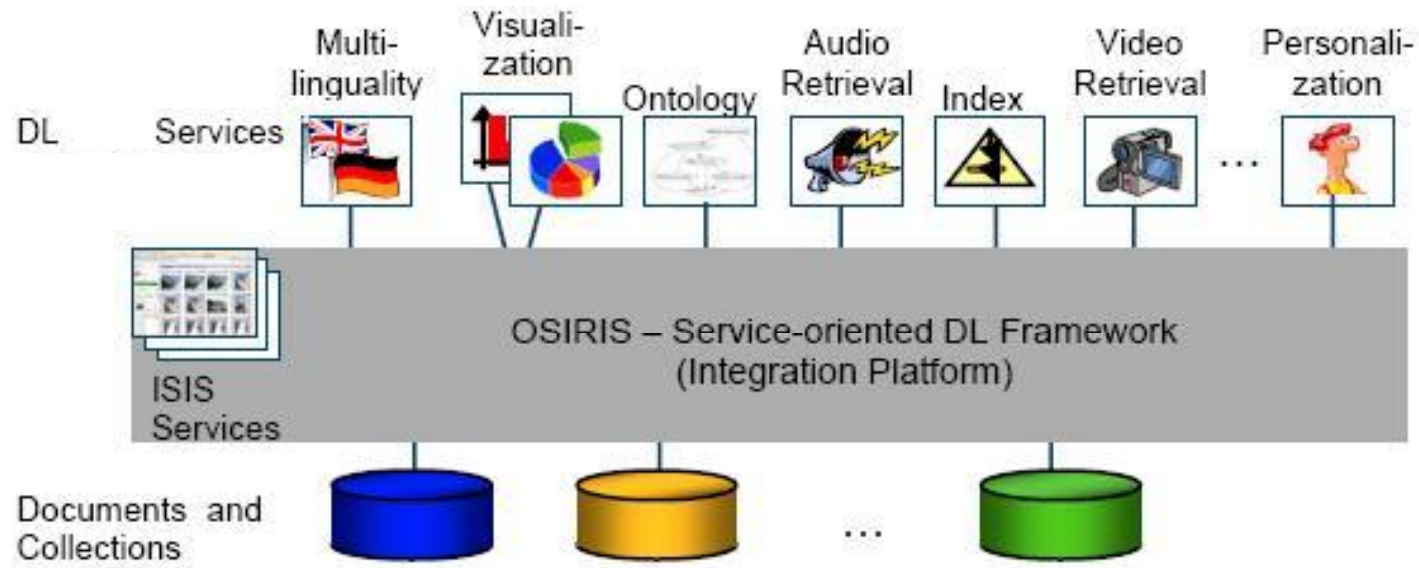 Multi-
linguality
Visuali-
zation
Ontology
Audio
Retrieval
Index
Video
Retrieval
Personali-
zation
DL Services
...
OSIRIS – Service-oriented DL Framework
(Integration Platform)
ISIS
Services
Documents and
Collections
...